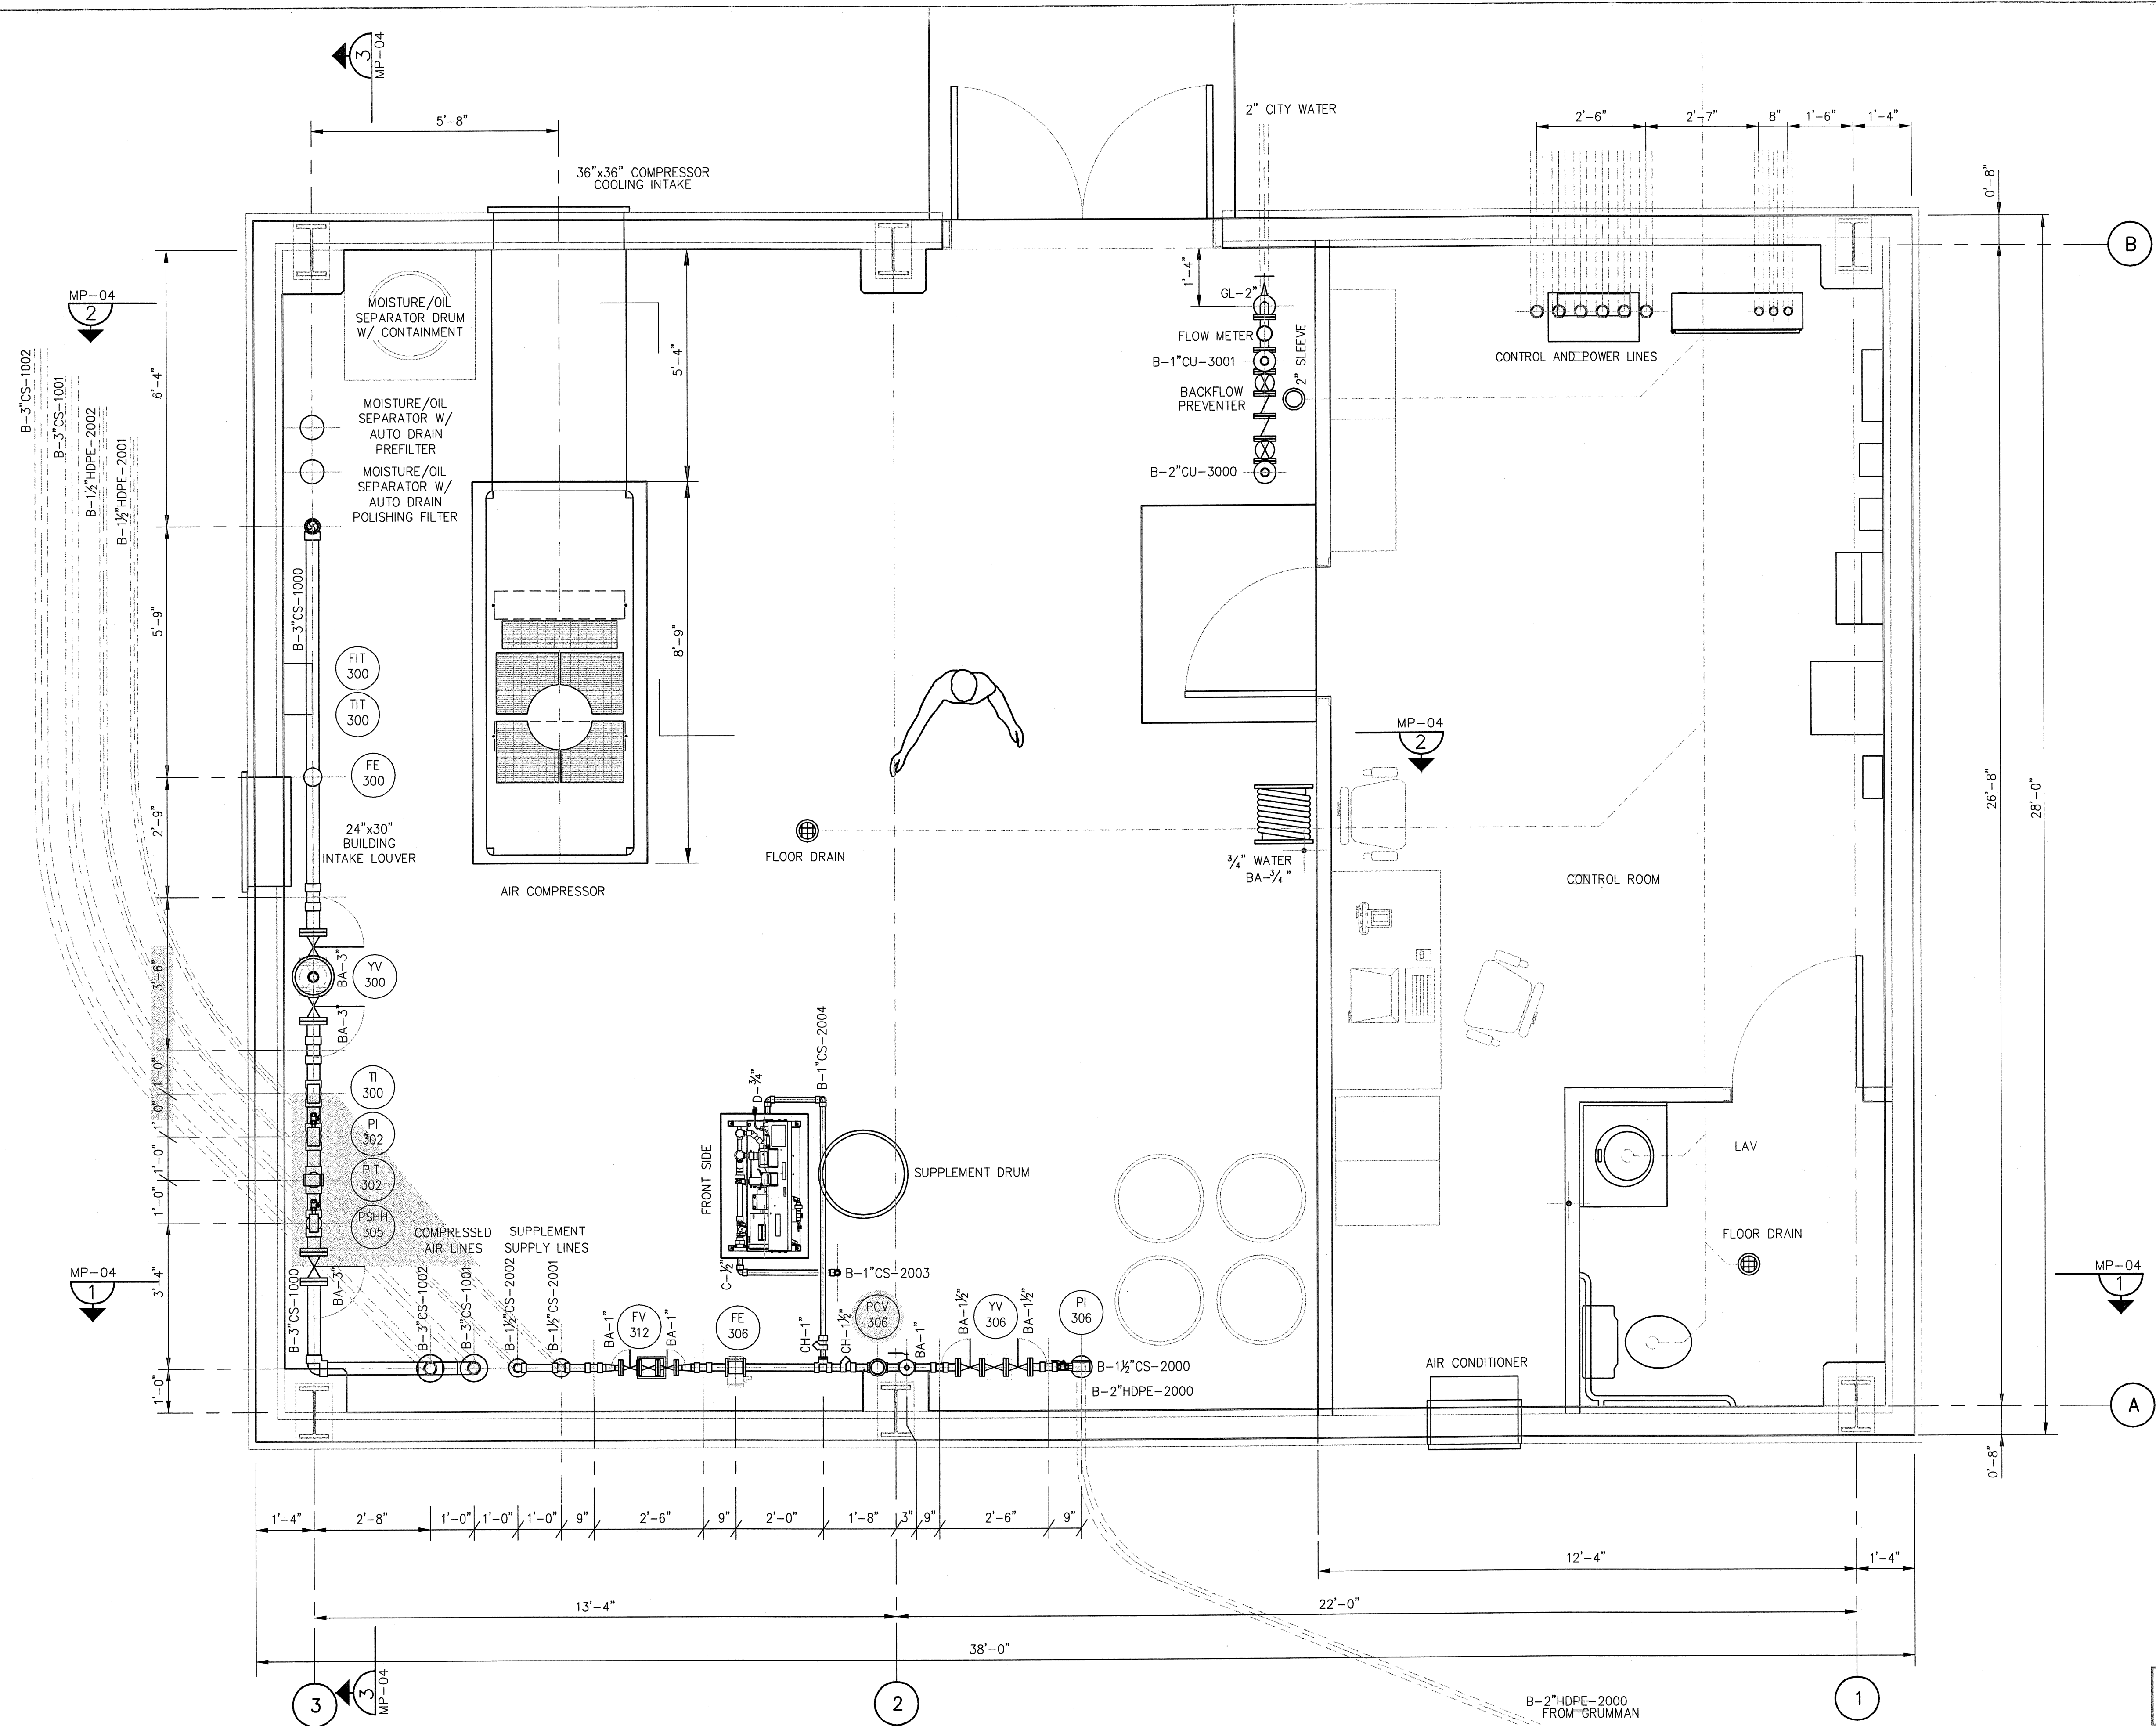 3
MP-04
5'-8"
36"x36" COMPRESSOR
COOLING INTAKE
2" CITY WATER
2'-6"
2'-7"
8"
1'-6"
1'-4"
0'-8"
B
MP-04
2
B-3"CS-1002
B-3"CS-1001
B-1½"HDPE-2002
B-1½"HDPE-2001
6'-4"
MOISTURE/OIL
SEPARATOR DRUM
W/ CONTAINMENT
MOISTURE/OIL
SEPARATOR W/
AUTO DRAIN
PREFILTER
MOISTURE/OIL
SEPARATOR W/
AUTO DRAIN
POLISHING FILTER
5'-4"
1'-4"
GL-2"
FLOW METER
B-1"CU-3001
BACKFLOW
PREVENTER
B-2"CU-3000
2" SLEEVE
CONTROL AND POWER LINES
5'-9"
B-3"CS-1000
FIT
300
TIT
300
FE
300
8'-9"
2'-9"
24"x30"
BUILDING
INTAKE LOUVER
AIR COMPRESSOR
FLOOR DRAIN
¾" WATER
BA-¾"
MP-04
2
CONTROL ROOM
26'-8"
28'-0"
3'-6"
BA-3"
YV
300
BA-3"
1'-0"
TI
300
1'-0"
PI
302
1'-0"
PIT
302
1'-0"
PSHH
305
D-¾"
B-1"CS-2004
FRONT SIDE
SUPPLEMENT DRUM
LAV
FLOOR DRAIN
COMPRESSED
AIR LINES
SUPPLEMENT
SUPPLY LINES
MP-04
1
3'-4"
B-3"CS-1000
BA-3"
B-3"CS-1002
B-3"CS-1001
B-1½"CS-2002
B-1½"CS-2001
BA-1"
FV
312
BA-1"
FE
306
C-½"
B-1"CS-2003
CH-1"
CH-1½"
PCV
306
BA-1"
BA-1½"
YV
306
BA-1½"
PI
306
B-1½"CS-2000
B-2"HDPE-2000
AIR CONDITIONER
MP-04
1
1'-0"
A
0'-8"
1'-4"
2'-8"
1'-0"
1'-0"
1'-0"
9"
2'-6"
9"
2'-0"
1'-8"
3"
9"
2'-6"
9"
12'-4"
1'-4"
13'-4"
22'-0"
38'-0"
3
3
MP-04
2
B-2"HDPE-2000
FROM GRUMMAN
1